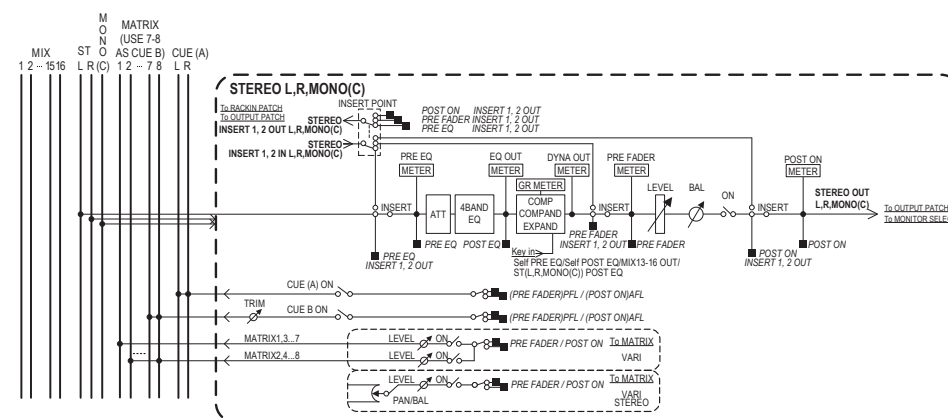 MIX
1 2 ··· 15 16
ST
L R
MONO
(C)
MATRIX
(USE 7-8
AS CUE B)
1 2 ··· 7 8
CUE (A)
L R
STEREO L,R,MONO(C)
To RACKIN PATCH
To OUTPUT PATCH
INSERT POINT
STEREO
INSERT 1, 2 OUT L,R,MONO(C)
STEREO
INSERT 1, 2 IN L,R,MONO(C)
POST ON INSERT 1, 2 OUT
PRE FADER INSERT 1, 2 OUT
PRE EQ INSERT 1, 2 OUT
PRE EQ
METER
EQ OUT
METER
DYNA OUT
METER
PRE FADER
METER
POST ON
METER
GR METER
INSERT
ATT
4BAND
EQ
COMP
COMPAND
EXPAND
INSERT
LEVEL
BAL
ON
INSERT
STEREO OUT
L,R,MONO(C)
To OUTPUT PATCH
To MONITOR SELE
PRE EQ
INSERT 1, 2 OUT
PRE EQ
POST EQ
PRE FADER
INSERT 1, 2 OUT
PRE FADER
POST ON
INSERT 1, 2 OUT
POST ON
Key in
Self PRE EQ/Self POST EQ/MIX13-16 OUT/
ST(L,R,MONO(C)) POST EQ
CUE (A) ON
(PRE FADER)PFL / (POST ON)AFL
TRIM
CUE B ON
(PRE FADER)PFL / (POST ON)AFL
MATRIX1,3...7
LEVEL
ON
PRE FADER / POST ON
To MATRIX
VARI
MATRIX2,4...8
LEVEL
ON
LEVEL
ON
PAN/BAL
PRE FADER / POST ON
To MATRIX
VARI
STEREO